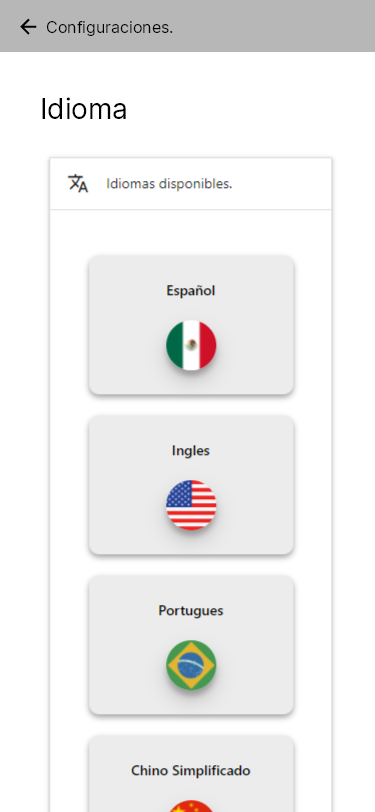 Configuraciones.
Idioma
Idiomas disponibles.
Español
Ingles
Portugues
Chino Simplificado